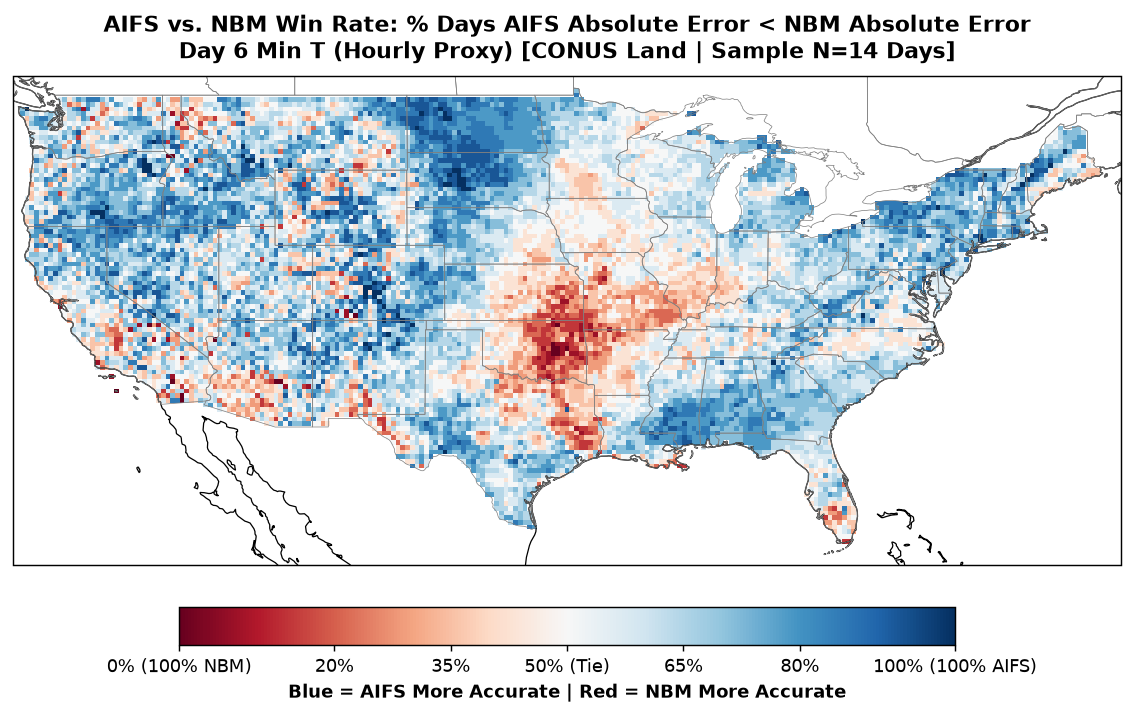 AIFS vs. NBM Win Rate: % Days AIFS Absolute Error < NBM Absolute Error
Day 6 Min T (Hourly Proxy) [CONUS Land | Sample N=14 Days]
0% (100% NBM) 20% 35% 50% (Tie) 65% 80% 100% (100% AIFS)
Blue = AIFS More Accurate | Red = NBM More Accurate